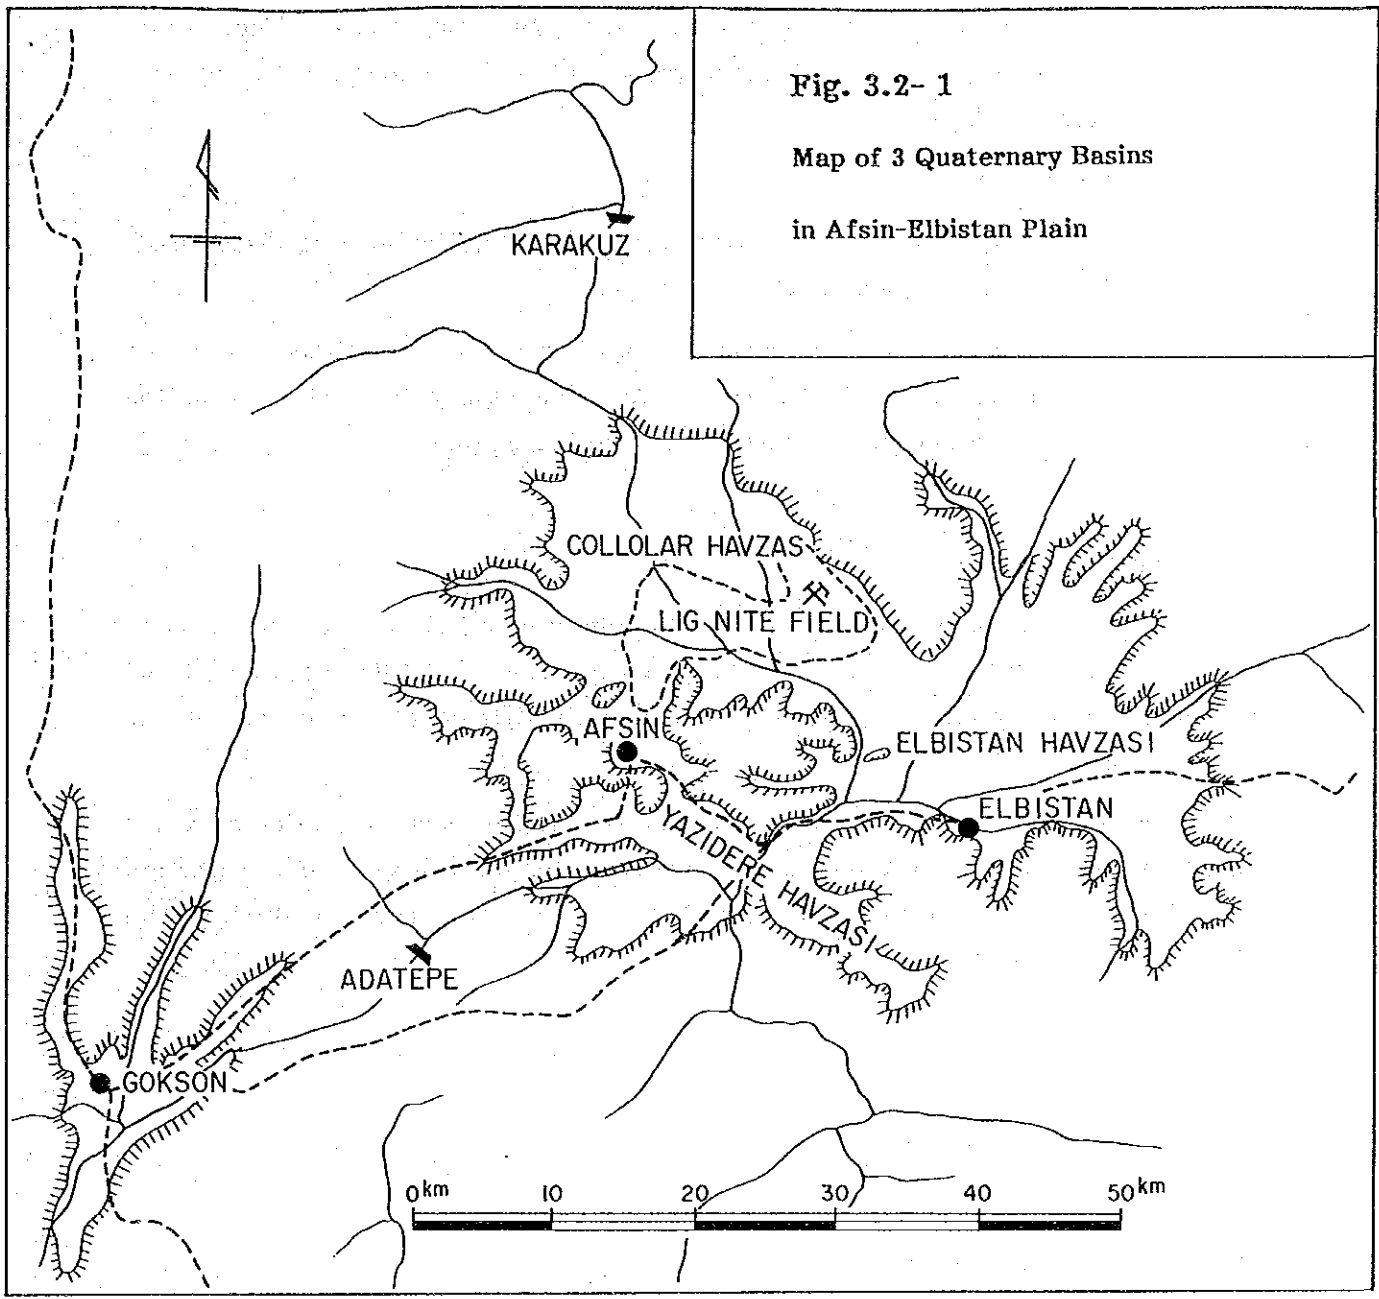 Fig. 3.2- 1
Map of 3 Quaternary Basins
in Afsin-Elbistan Plain
KARAKUZ
COLLOLAR HAVZAS
LIG NITE FIELD
AFSIN
ELBISTAN HAVZASI
ELBISTAN
YAZIDERE HAVZASI
ADATEPE
GOKSON
0km 10 20 30 40 50km